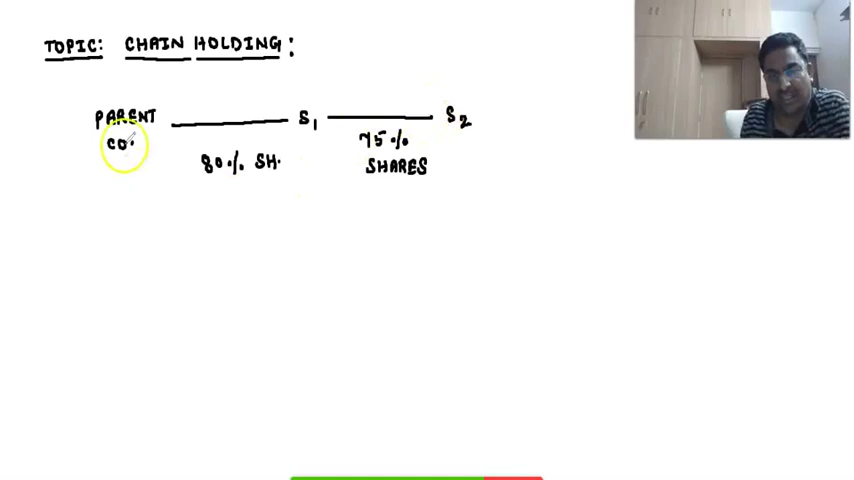 TOPIC: CHAIN HOLDING:
PARENT CO. S1 S2
80% SH.
75% SHARES